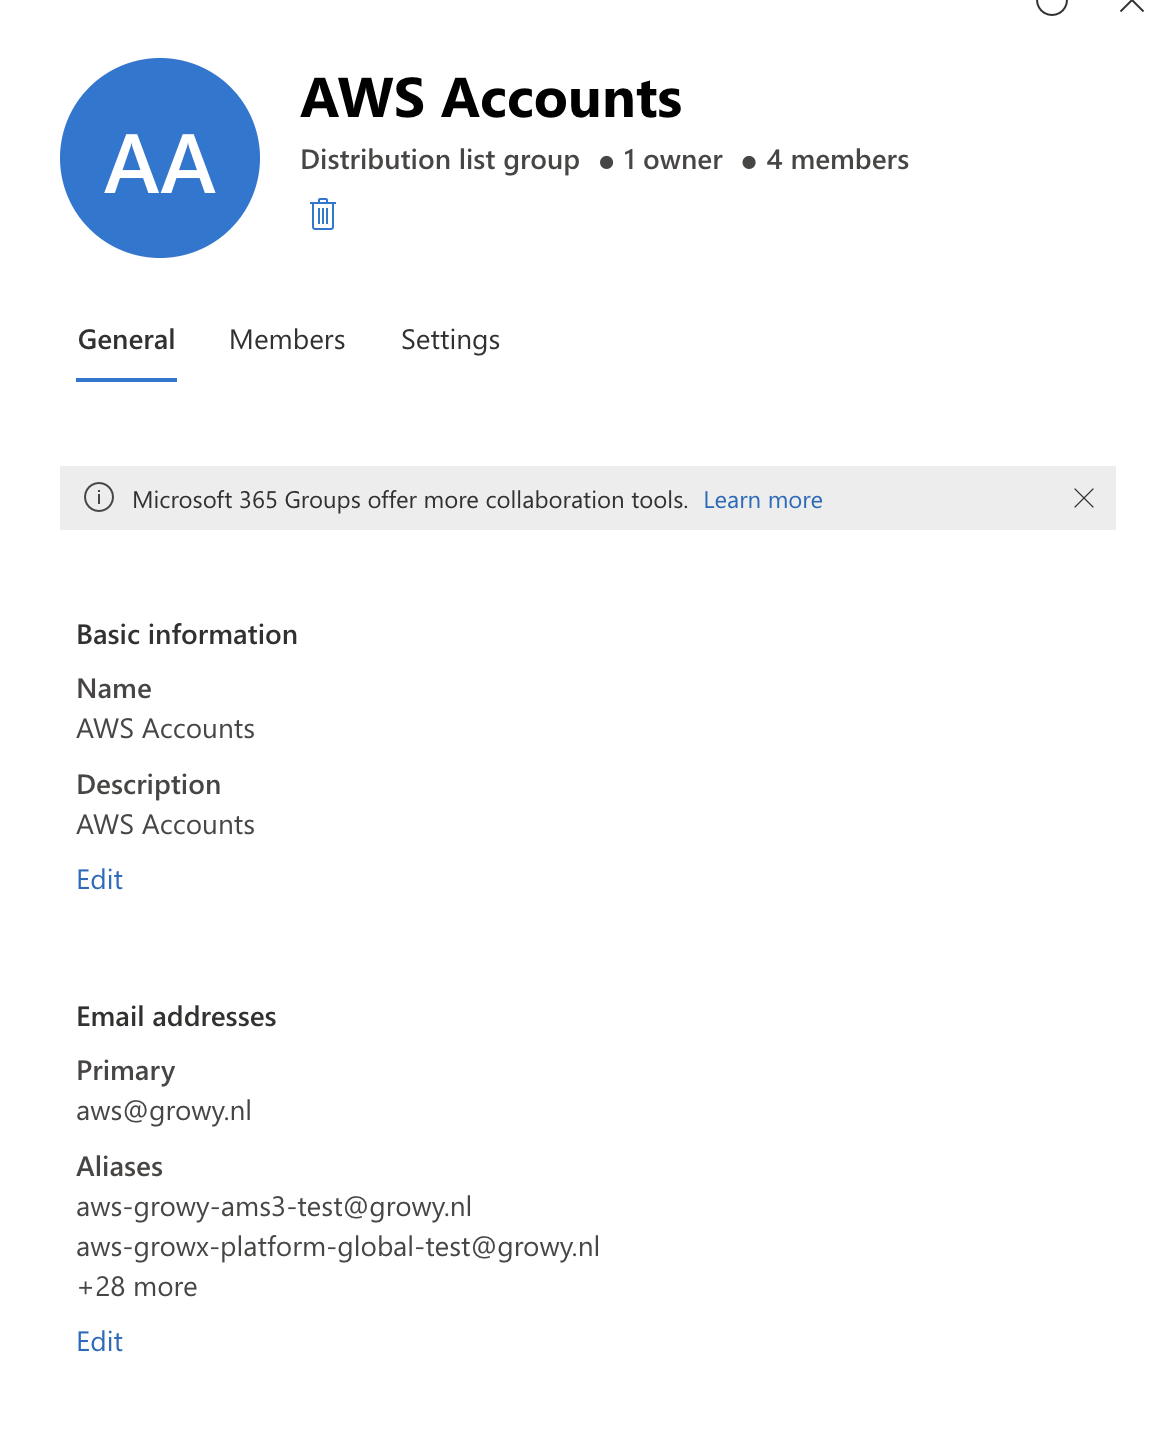 AA
AWS Accounts
Distribution list group ● 1 owner ● 4 members
General Members Settings
Microsoft 365 Groups offer more collaboration tools. Learn more
Basic information
Name
AWS Accounts
Description
AWS Accounts
Edit
Email addresses
Primary
aws@growy.nl
Aliases
aws-growy-ams3-test@growy.nl
aws-growx-platform-global-test@growy.nl
+28 more
Edit